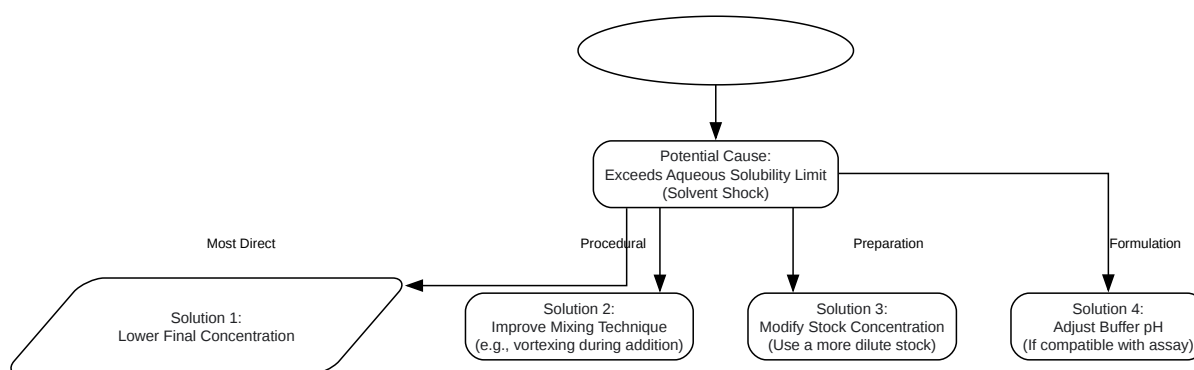 Potential Cause:
Exceeds Aqueous Solubility Limit
(Solvent Shock)
Most Direct
Procedural
Preparation
Formulation
Solution 1:
Lower Final Concentration
Solution 2:
Improve Mixing Technique
(e.g., vortexing during addition)
Solution 3:
Modify Stock Concentration
(Use a more dilute stock)
Solution 4:
Adjust Buffer pH
(If compatible with assay)